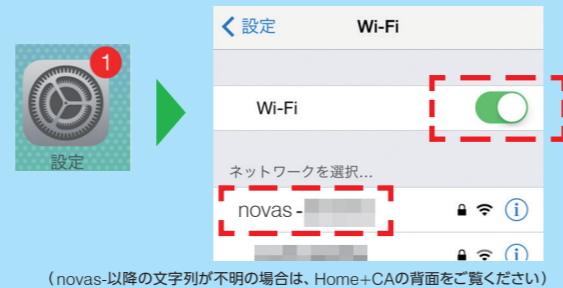 1
設定
設定
Wi-Fi
Wi-Fi
ネットワークを選択...
novas-
(novas-以降の文字列が不明の場合は、Home+CAの背面をご覧ください)